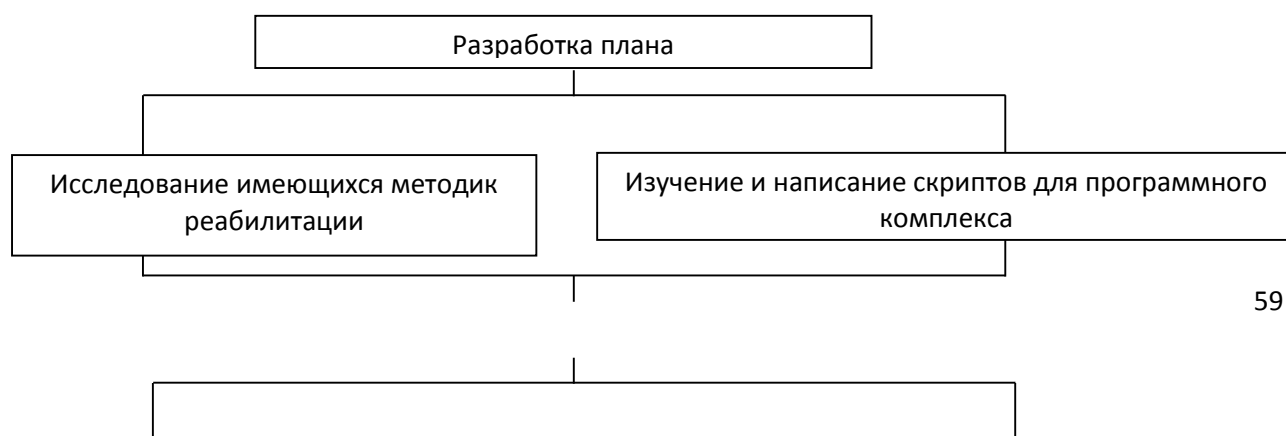 Разработка плана
Исследование имеющихся методик
реабилитации
Изучение и написание скриптов для программного
комплекса
59